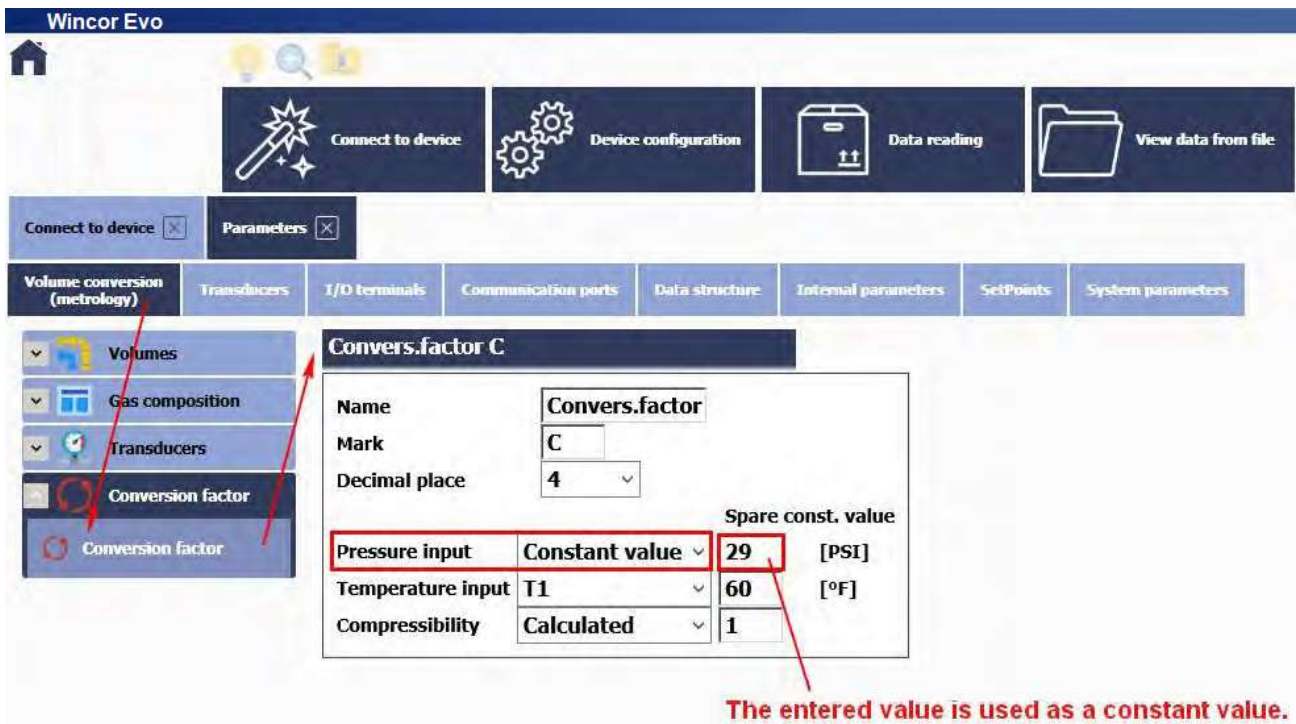 Wincor Evo
Connect to device
Device configuration
Data reading
View data from file
Connect to device
Parameters
Volume conversion
(metrology)
Transducers
I/O terminals
Communication ports
Data structure
Internal parameters
SetPoints
System parameters
Volumes
Gas composition
Transducers
Conversion factor
Conversion factor
Convers.factor C
Name Convers.factor
Mark C
Decimal place 4
Spare const. value
Pressure input Constant value 29 [PSI]
Temperature input T1 60 [ºF]
Compressibility Calculated 1
The entered value is used as a constant value.